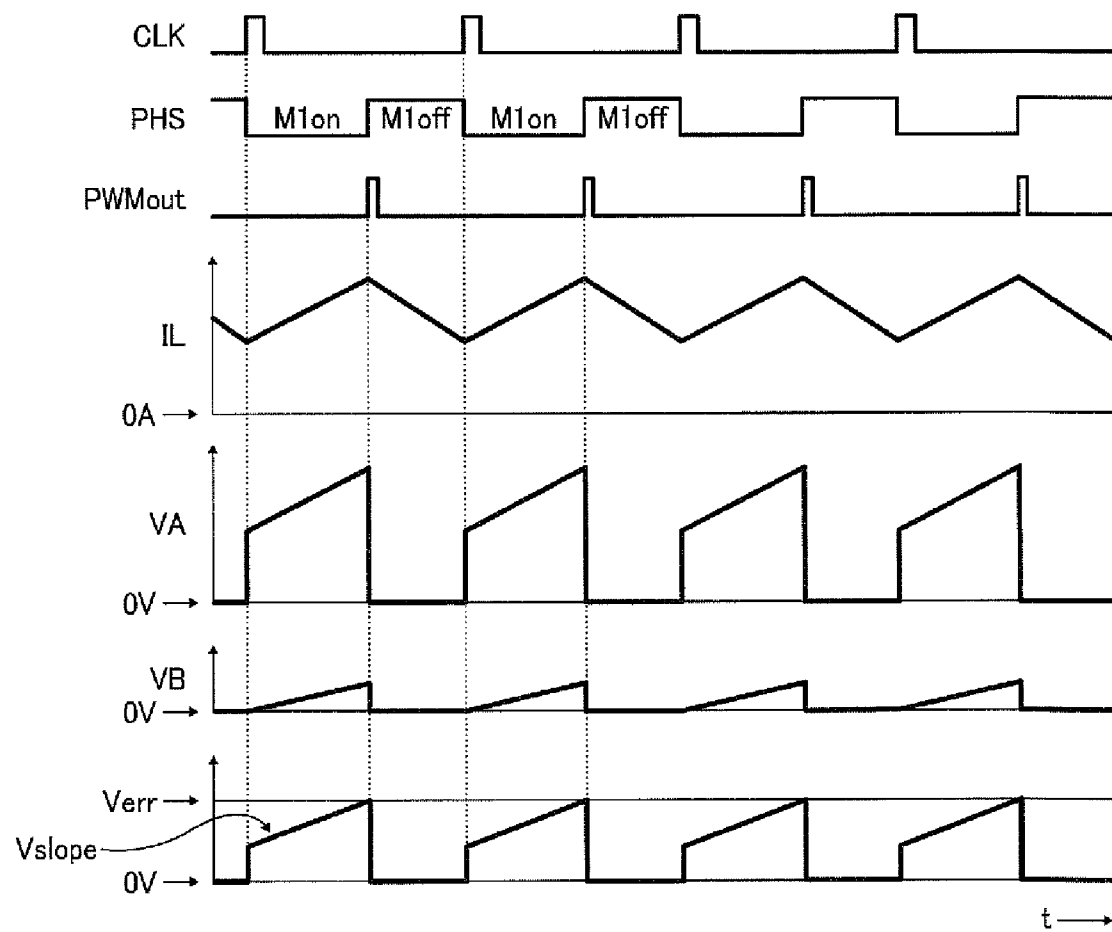 CLK
PHS
M1on
M1off
M1on
M1off
PWMout
IL
0A
VA
0V
VB
0V
Verr
Vslope
0V
t